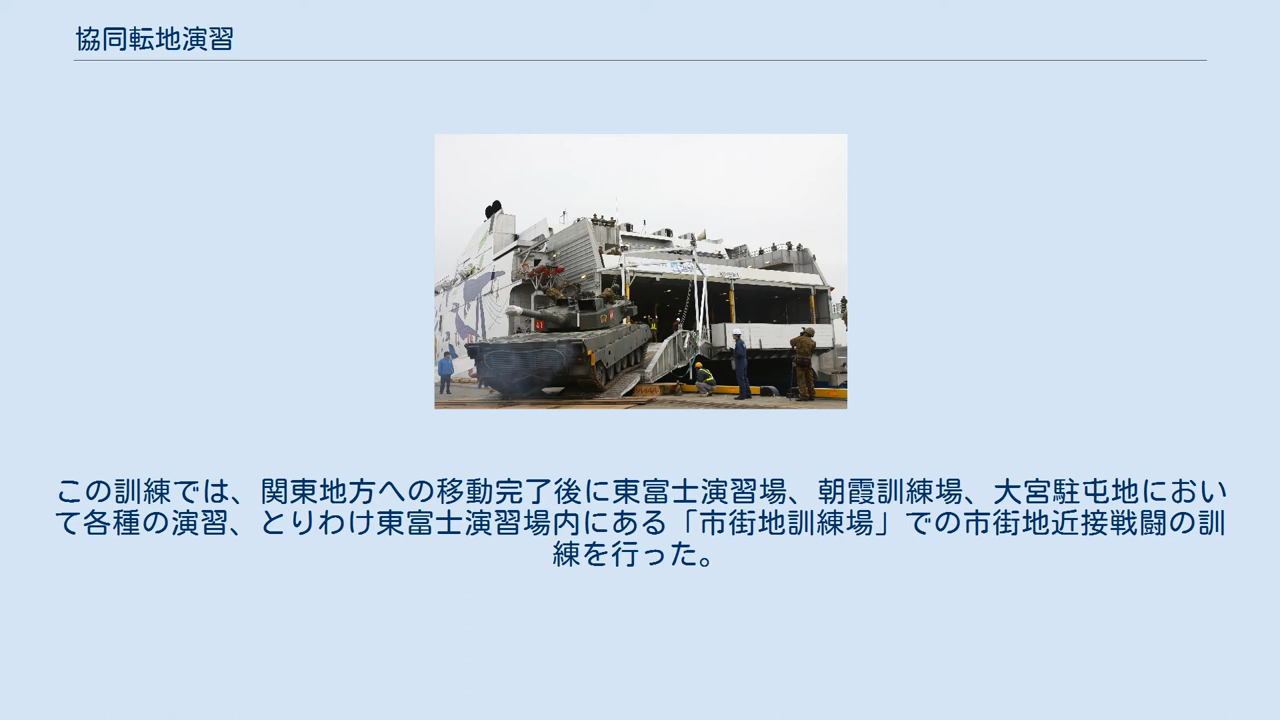 協同転地演習
この訓練では、関東地方への移動完了後に東富士演習場、朝霞訓練場、大宮駐屯地におい
て各種の演習、とりわけ東富士演習場内にある「市街地訓練場」での市街地近接戦闘の訓
練を行った。